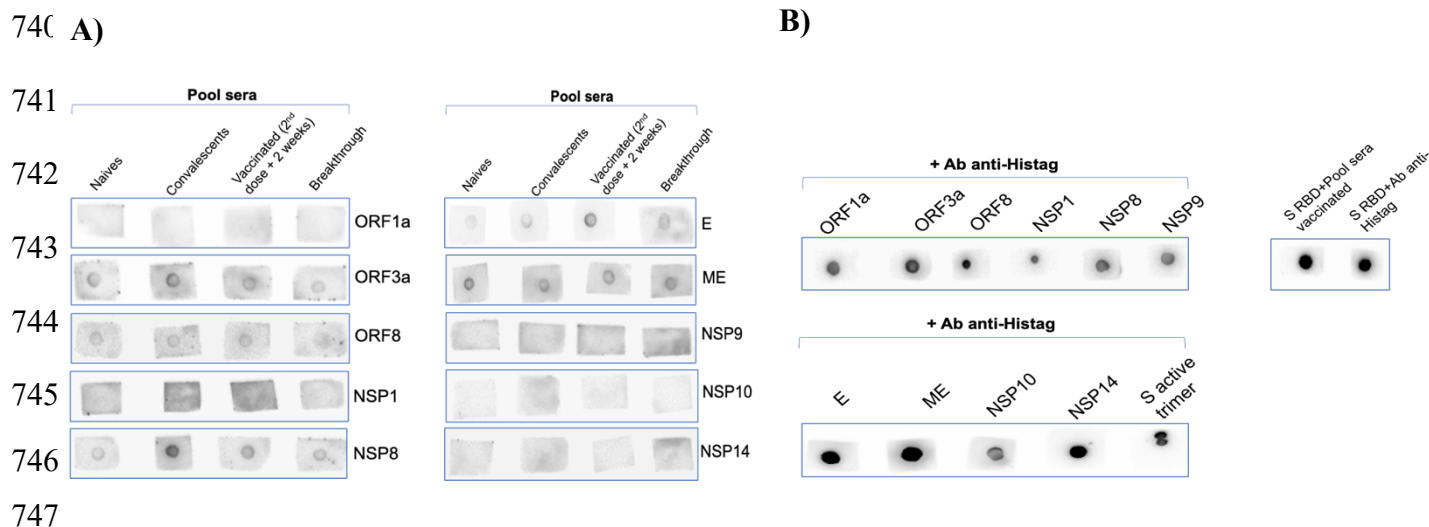 740 A)
B)
741
742
743
744
745
746
747
Pool sera
Naives
Convalescents
Vaccinated (2nd
dose + 2 weeks)
Breakthrough
ORF1a
ORF3a
ORF8
NSP1
NSP8
Pool sera
Naives
Convalescents
Vaccinated (2nd
dose + 2 weeks)
Breakthrough
E
ME
NSP9
NSP10
NSP14
+ Ab anti-Histag
ORF1a
ORF3a
ORF8
NSP1
NSP8
NSP9
S RBD+Pool sera
vaccinated
S RBD+Ab anti-
Histag
+ Ab anti-Histag
E
ME
NSP10
NSP14
S active
trimer